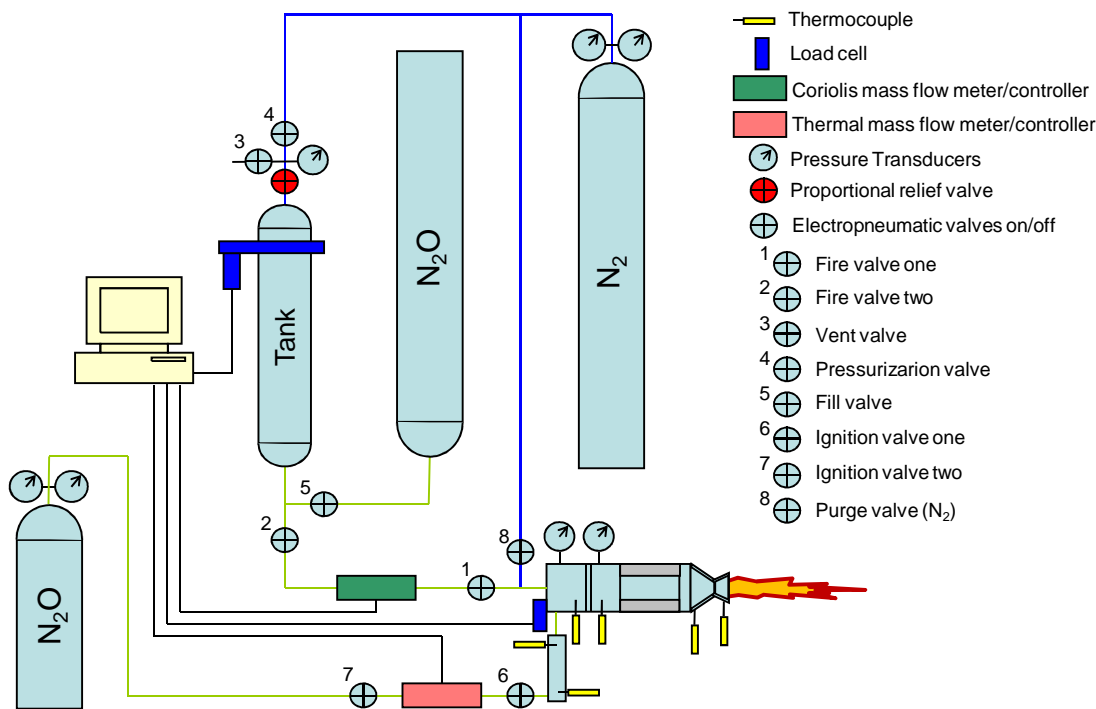 Thermocouple
Load cell
Coriolis mass flow meter/controller
Thermal mass flow meter/controller
Pressure Transducers
Proportional relief valve
Electropneumatic valves on/off
1 Fire valve one
2 Fire valve two
3 Vent valve
4 Pressurizarion valve
5 Fill valve
6 Ignition valve one
7 Ignition valve two
8 Purge valve (N₂)
4
3
Tank
N₂O
N₂
5
2
8
1
N₂O
7
6